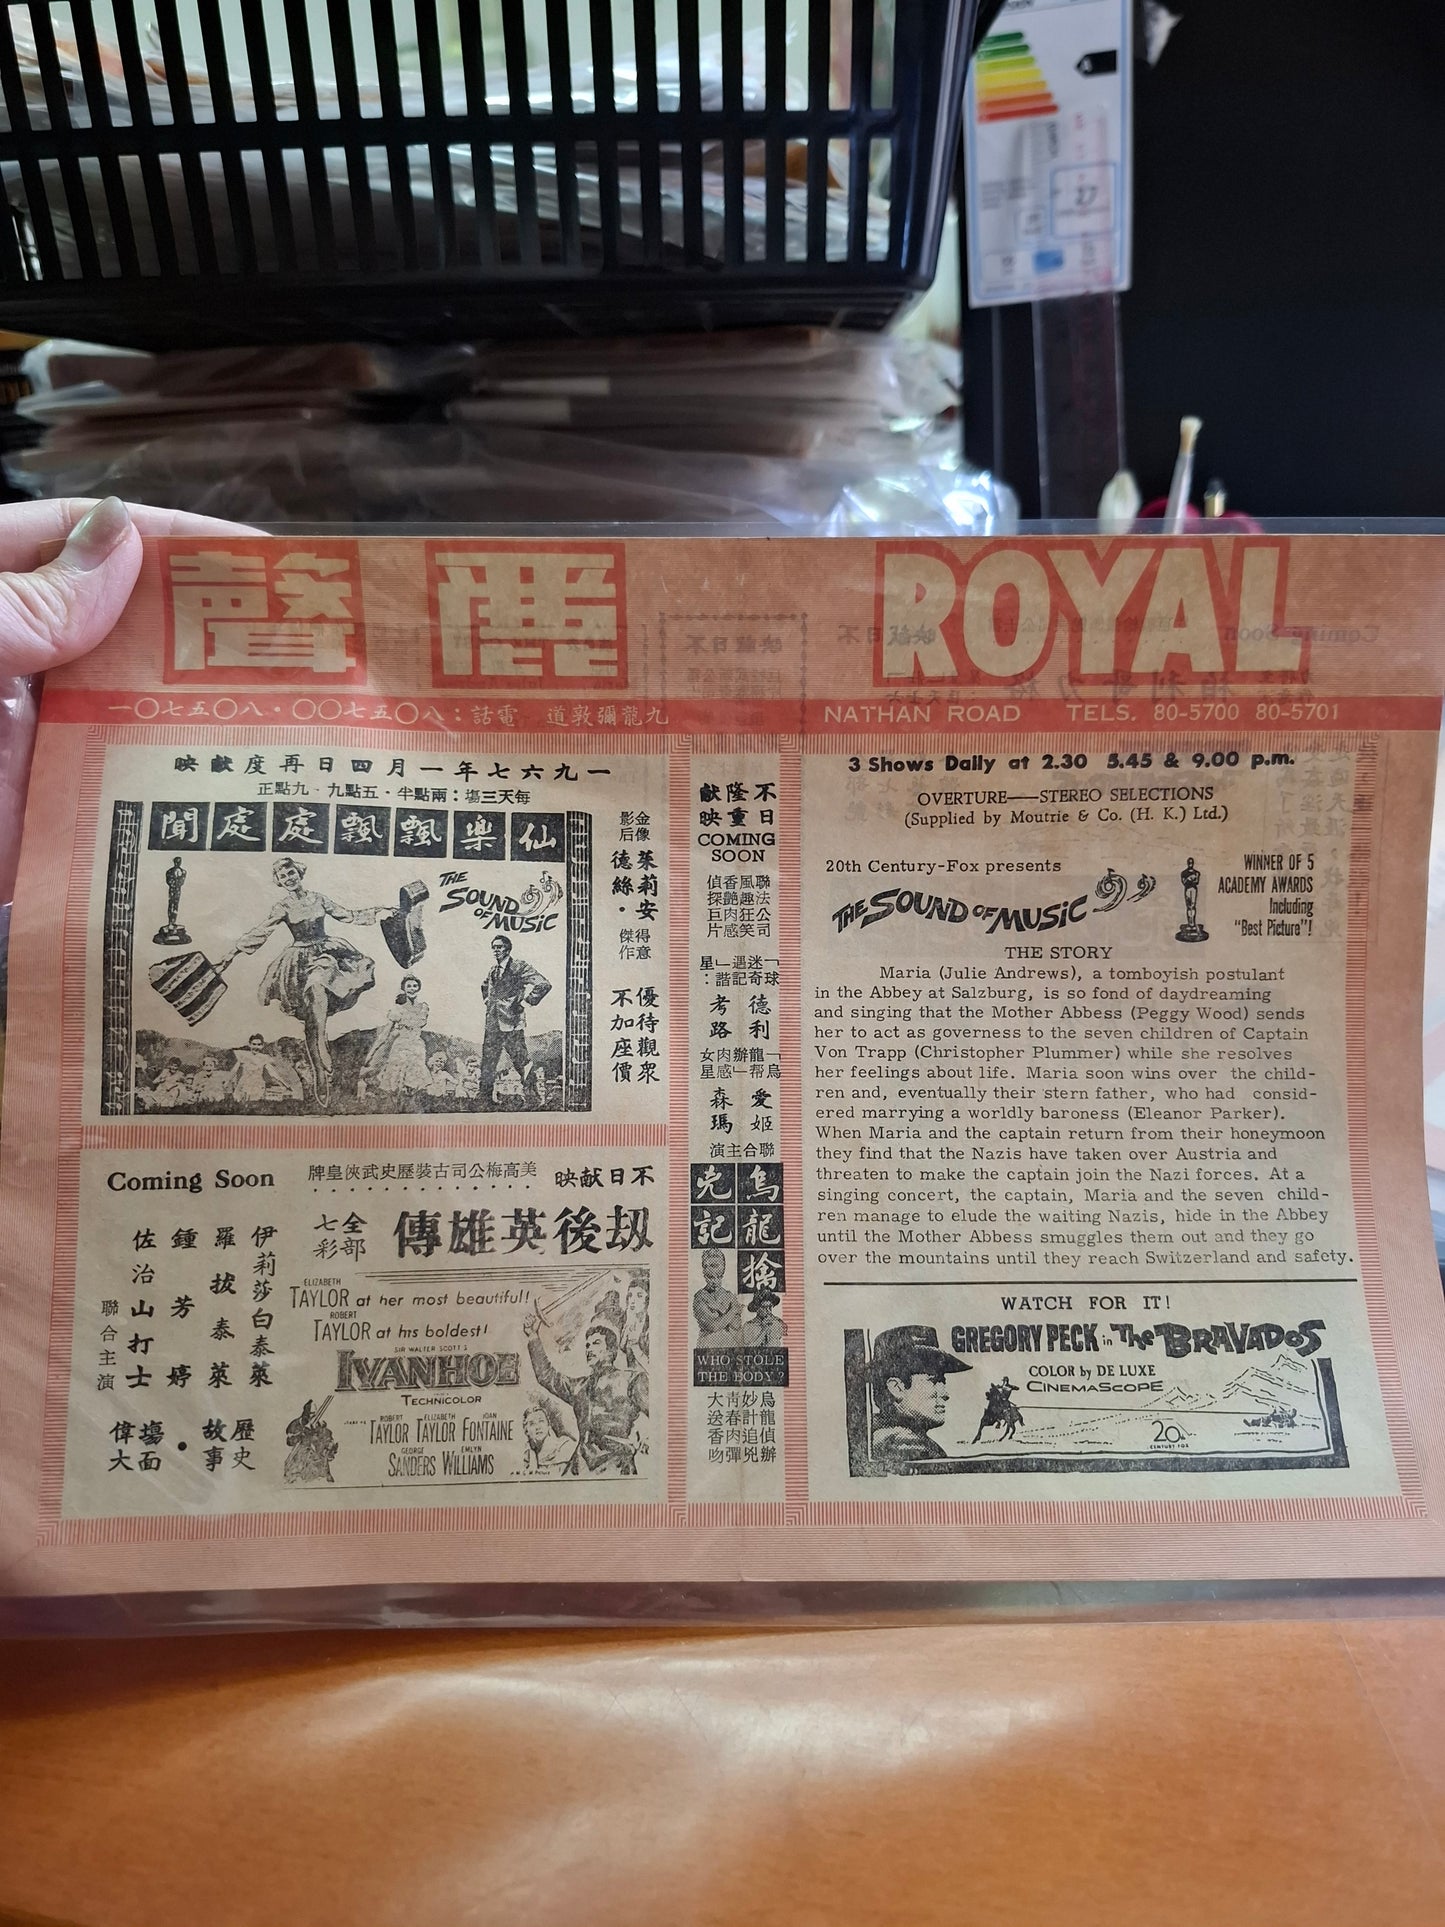 聲麗
ROYAL
一〇七五〇八・〇〇七五〇八：話電　道敦彌龍九
NATHAN ROAD TELS. 80-5700 80-5701
映獻度再日四月一年七六九一
正點九・點五・半點兩：塲三天每
聞處處飄飄樂仙
THE SOUND OF MUSIC
金像影后
茱莉安德絲・
得意傑作
優待觀眾
不加座價
Coming Soon
牌皇俠武史歷裝古司公梅高美
映献日不
傳雄英後刼
全部七彩
伊莉莎白泰萊
羅拔泰萊
鍾芳婷
佐治山打士
聯合主演
歷史故事
●
塲面偉大
ELIZABETH
TAYLOR at her most beautiful!
ROBERT
TAYLOR at his boldest!
SIR WALTER SCOTT'S
IVANHOE
TECHNICOLOR
ROBERT ELIZABETH JOAN
TAYLOR TAYLOR FONTAINE
GEORGE EMLYN
SANDERS WILLIAMS
不日隆重獻映
COMING
SOON
聯法公司
風趣狂笑
香艷肉感
偵探巨片
「迷球奇遇記」諧星：
德利
考路
「烏龍幇辦」肉感女星
愛姬
森瑪
演主合聯
烏龍擒兇記
WHO STOLE
THE BODY?
烏龍偵辦
妙計追兇
青春肉彈
大送香吻
3 Shows Daily at 2.30 5.45 & 9.00 p.m.
OVERTURE—STEREO SELECTIONS
(Supplied by Moutrie & Co. (H. K.) Ltd.)
20th Century-Fox presents
THE SOUND OF MUSIC
WINNER OF 5
ACADEMY AWARDS
Including
"Best Picture"!
THE STORY
Maria (Julie Andrews), a tomboyish postulant
in the Abbey at Salzburg, is so fond of daydreaming
and singing that the Mother Abbess (Peggy Wood) sends
her to act as governess to the seven children of Captain
Von Trapp (Christopher Plummer) while she resolves
her feelings about life. Maria soon wins over the child-
ren and, eventually their stern father, who had consid-
ered marrying a worldly baroness (Eleanor Parker).
When Maria and the captain return from their honeymoon
they find that the Nazis have taken over Austria and
threaten to make the captain join the Nazi forces. At a
singing concert, the captain, Maria and the seven child-
ren manage to elude the waiting Nazis, hide in the Abbey
until the Mother Abbess smuggles them out and they go
over the mountains until they reach Switzerland and safety.
WATCH FOR IT!
GREGORY PECK in THE BRAVADOS
COLOR by DE LUXE
CINEMASCOPE
20
CENTURY FOX